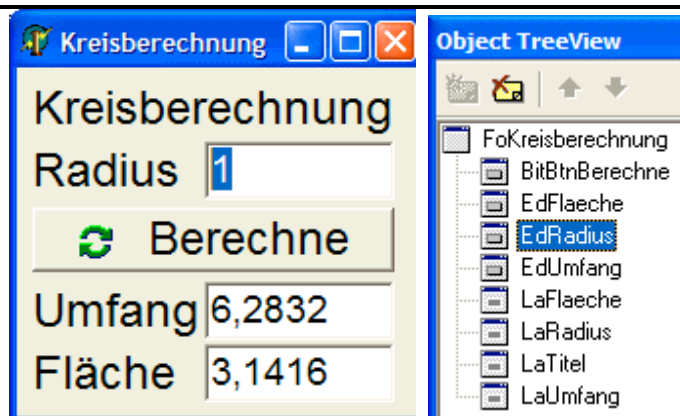 Kreisberechnung
Kreisberechnung
Radius 1
Berechne
Umfang 6,2832
Fläche 3,1416
Object TreeView
FoKreisberechnung
BitBtnBerechne
EdFlaeche
EdRadius
EdUmfang
LaFlaeche
LaRadius
LaTitel
LaUmfang